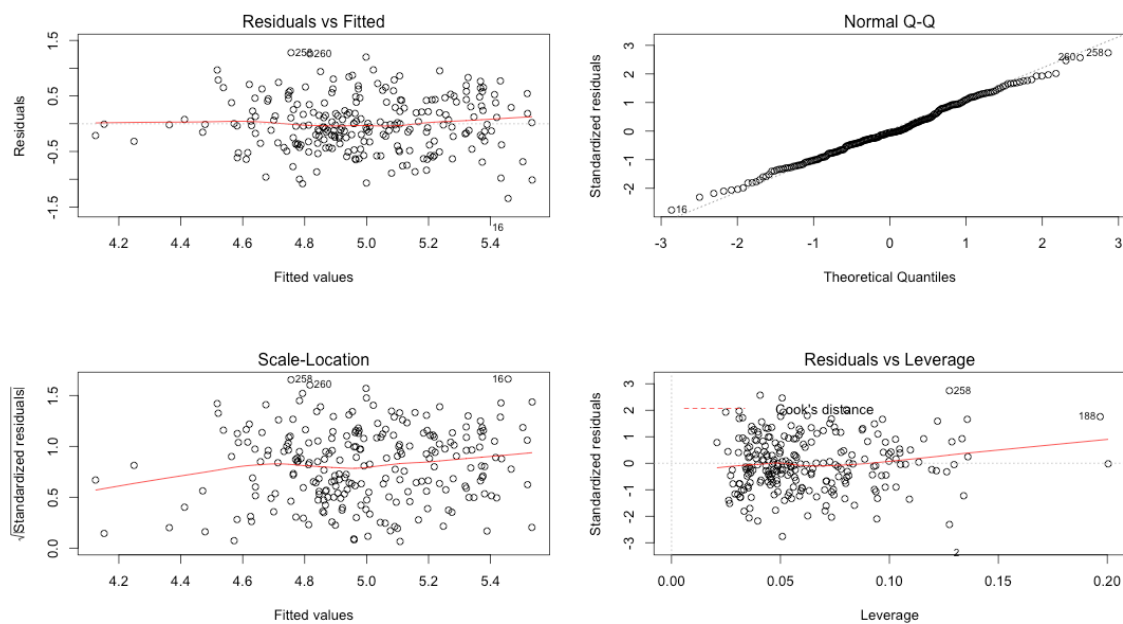 Residuals vs Fitted
Residuals
1.5
0.5
-0.5
-1.5
258
260
16
4.2 4.4 4.6 4.8 5.0 5.2 5.4
Fitted values
Normal Q-Q
Standardized residuals
3
2
1
0
-1
-2
260
258
16
-3 -2 -1 0 1 2 3
Theoretical Quantiles
Scale-Location
√|Standardized residuals|
1.5
1.0
0.5
0.0
258
260
16
4.2 4.4 4.6 4.8 5.0 5.2 5.4
Fitted values
Residuals vs Leverage
Standardized residuals
3
2
1
0
-1
-2
-3
258
Cook's distance
188
2
0.00 0.05 0.10 0.15 0.20
Leverage